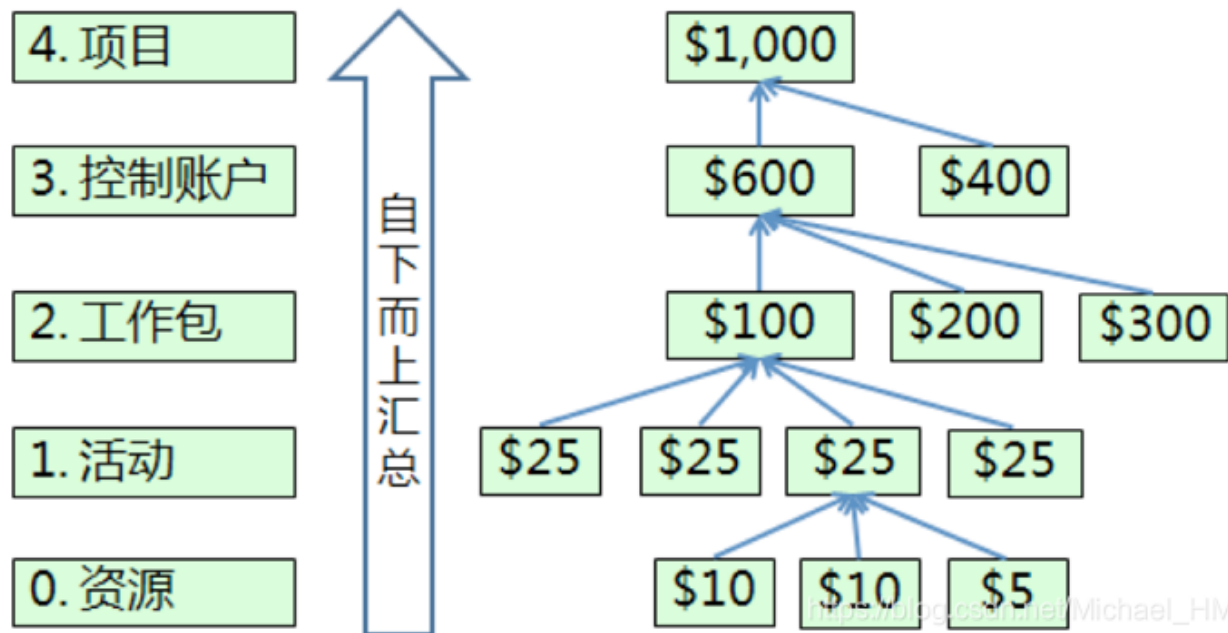 4. 项目
$1,000
3. 控制账户
$600
$400
自下而上汇总
2. 工作包
$100
$200
$300
1. 活动
$25
$25
$25
$25
0. 资源
$10
$10
$5
https://blog.csdn.net/Michael_HM